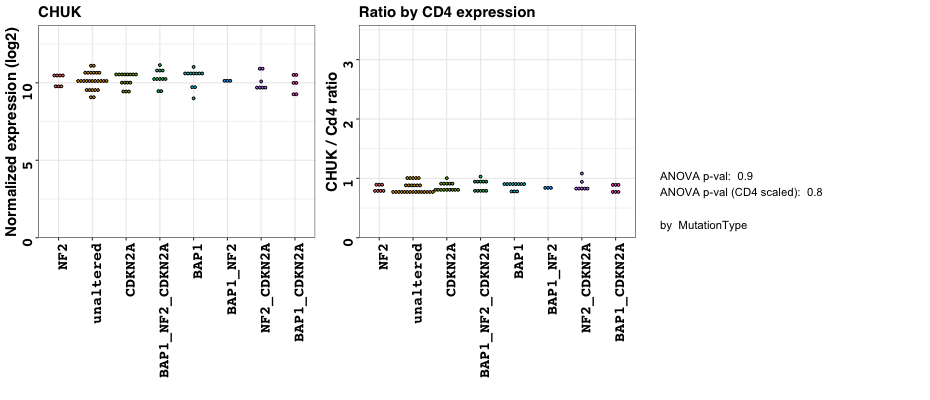 CHUK
Normalized expression (log2)
10
5
0
NF2
unaltered
CDKN2A
BAP1_NF2_CDKN2A
BAP1
BAP1_NF2
NF2_CDKN2A
BAP1_CDKN2A
Ratio by CD4 expression
CHUK / Cd4 ratio
3
2
1
0
NF2
unaltered
CDKN2A
BAP1_NF2_CDKN2A
BAP1
BAP1_NF2
NF2_CDKN2A
BAP1_CDKN2A
ANOVA p-val: 0.9
ANOVA p-val (CD4 scaled): 0.8
by MutationType